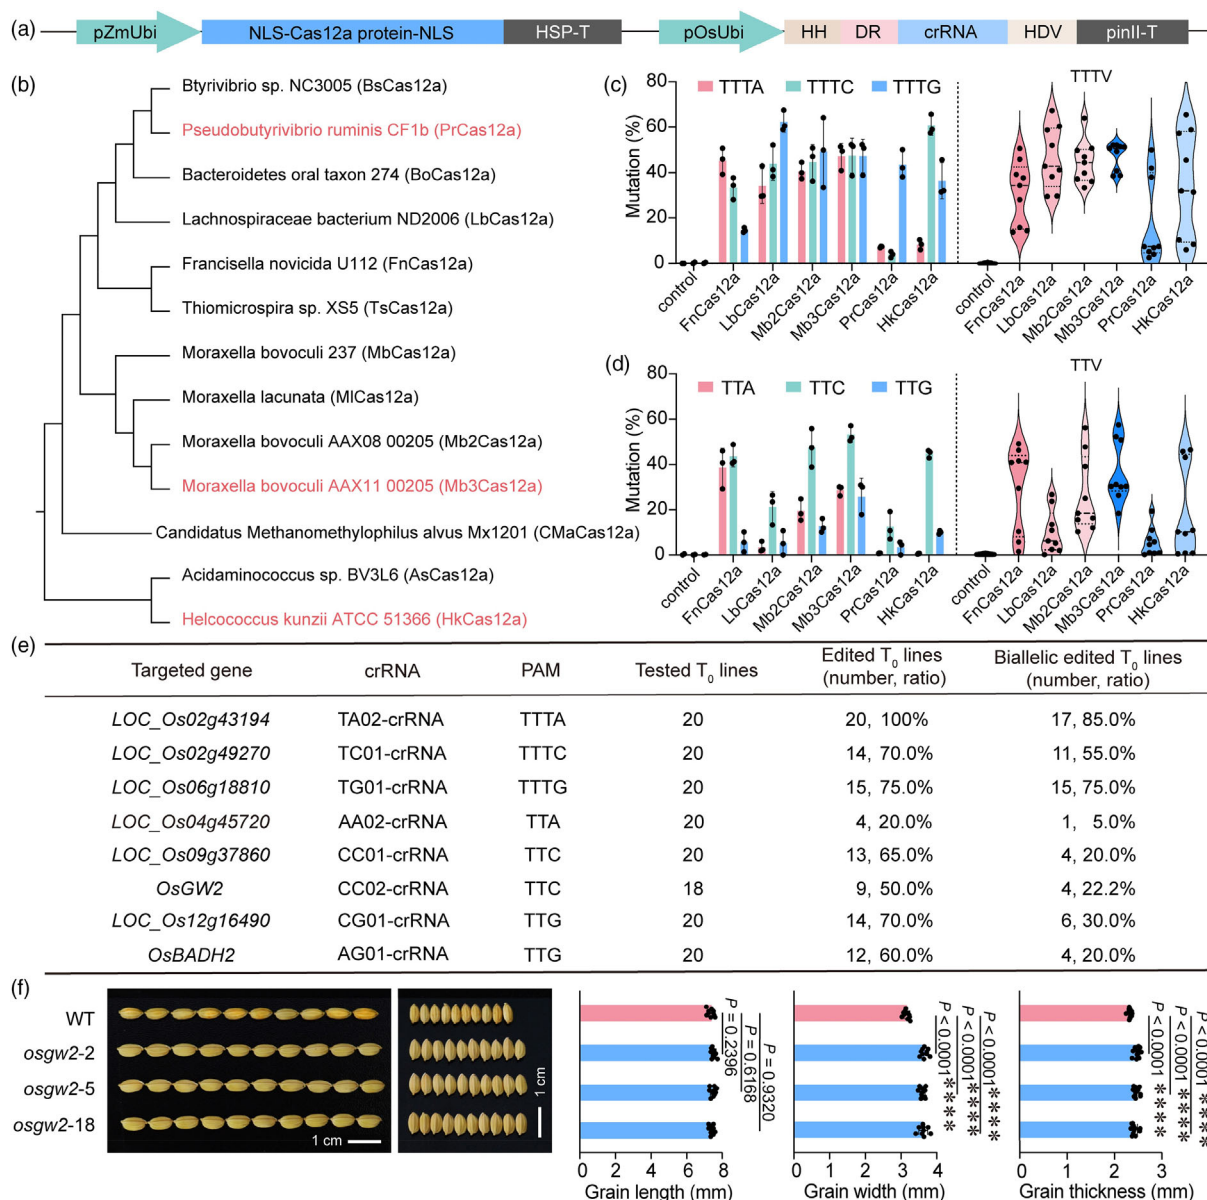 (a)
pZmUbi NLS-Cas12a protein-NLS HSP-T pOsUbi HH DR crRNA HDV pinII-T
(b)
Btyrivibrio sp. NC3005 (BsCas12a)
Pseudobutyrivibrio ruminis CF1b (PrCas12a)
Bacteroidetes oral taxon 274 (BoCas12a)
Lachnospiraceae bacterium ND2006 (LbCas12a)
Francisella novicida U112 (FnCas12a)
Thiomicrospira sp. XS5 (TsCas12a)
Moraxella bovoculi 237 (MbCas12a)
Moraxella lacunata (MlCas12a)
Moraxella bovoculi AAX08 00205 (Mb2Cas12a)
Moraxella bovoculi AAX11 00205 (Mb3Cas12a)
Candidatus Methanomethylophilus alvus Mx1201 (CMaCas12a)
Acidaminococcus sp. BV3L6 (AsCas12a)
Helcococcus kunzii ATCC 51366 (HkCas12a)
(c)
TTTA TTTC TTTG
TTTV
Mutation (%)
80
60
40
20
0
control FnCas12a LbCas12a Mb2Cas12a Mb3Cas12a PrCas12a HkCas12a
control FnCas12a LbCas12a Mb2Cas12a Mb3Cas12a PrCas12a HkCas12a
(d)
TTA TTC TTG
TTV
Mutation (%)
80
60
40
20
0
control FnCas12a LbCas12a Mb2Cas12a Mb3Cas12a PrCas12a HkCas12a
control FnCas12a LbCas12a Mb2Cas12a Mb3Cas12a PrCas12a HkCas12a
(e)
Targeted gene crRNA PAM Tested T0 lines Edited T0 lines (number, ratio) Biallelic edited T0 lines (number, ratio)
LOC_Os02g43194 TA02-crRNA TTTA 20 20, 100% 17, 85.0%
LOC_Os02g49270 TC01-crRNA TTTC 20 14, 70.0% 11, 55.0%
LOC_Os06g18810 TG01-crRNA TTTG 20 15, 75.0% 15, 75.0%
LOC_Os04g45720 AA02-crRNA TTA 20 4, 20.0% 1, 5.0%
LOC_Os09g37860 CC01-crRNA TTC 20 13, 65.0% 4, 20.0%
OsGW2 CC02-crRNA TTC 18 9, 50.0% 4, 22.2%
LOC_Os12g16490 CG01-crRNA TTG 20 14, 70.0% 6, 30.0%
OsBADH2 AG01-crRNA TTG 20 12, 60.0% 4, 20.0%
(f)
WT
osgw2-2
osgw2-5
osgw2-18
1 cm
1 cm
P = 0.2396
P = 0.6168
P = 0.9320
0 2 4 6 8
Grain length (mm)
P < 0.0001 ****
P < 0.0001 ****
P < 0.0001 ****
0 1 2 3 4
Grain width (mm)
P < 0.0001 ****
P < 0.0001 ****
P < 0.0001 ****
0 1 2 3
Grain thickness (mm)